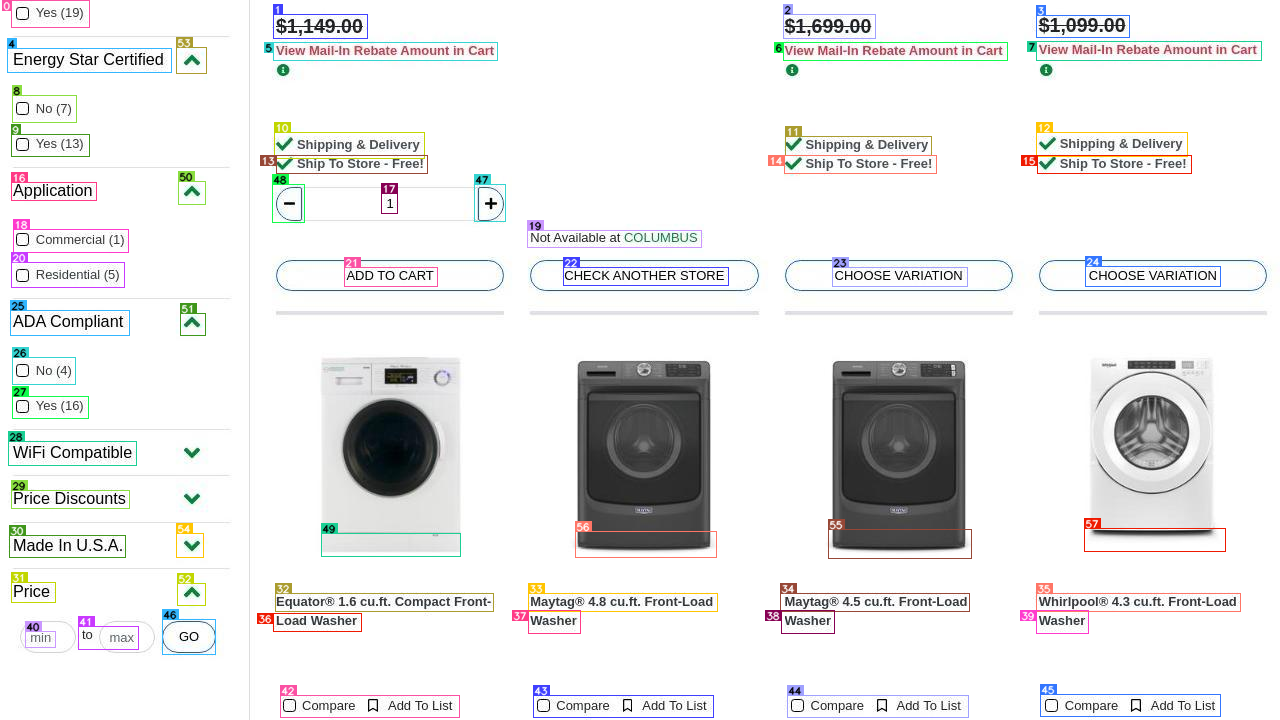 Yes (19)
Energy Star Certified
No (7)
Yes (13)
Application
Commercial (1)
Residential (5)
ADA Compliant
No (4)
Yes (16)
WiFi Compatible
Price Discounts
Made In U.S.A.
Price
min to max GO
$1,149.00
View Mail-In Rebate Amount in Cart
Shipping & Delivery
Ship To Store - Free!
1
ADD TO CART
Not Available at COLUMBUS
CHECK ANOTHER STORE
$1,699.00
View Mail-In Rebate Amount in Cart
Shipping & Delivery
Ship To Store - Free!
CHOOSE VARIATION
$1,099.00
View Mail-In Rebate Amount in Cart
Shipping & Delivery
Ship To Store - Free!
CHOOSE VARIATION
Equator® 1.6 cu.ft. Compact Front-
Load Washer
Compare Add To List
Maytag® 4.8 cu.ft. Front-Load
Washer
Compare Add To List
Maytag® 4.5 cu.ft. Front-Load
Washer
Compare Add To List
Whirlpool® 4.3 cu.ft. Front-Load
Washer
Compare Add To List